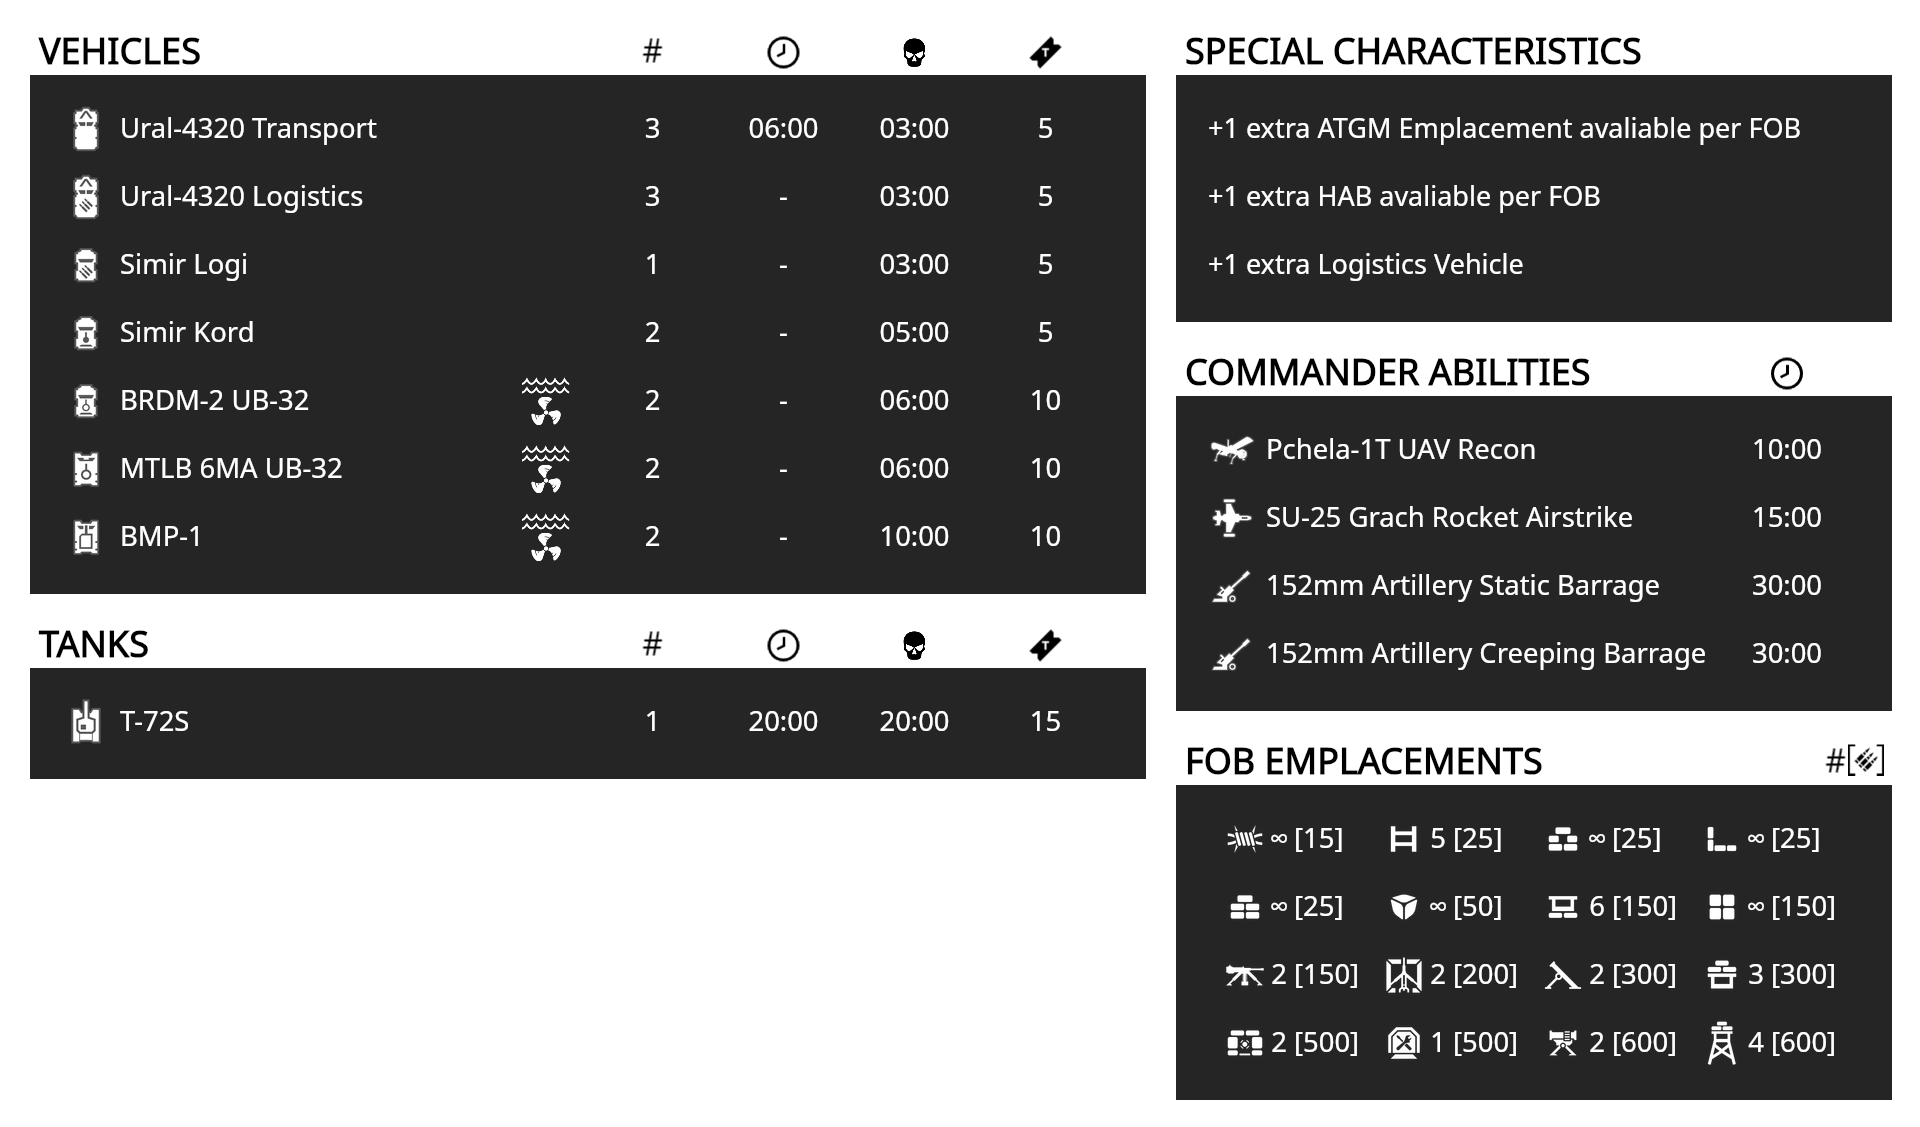 VEHICLES #
Ural-4320 Transport 3 06:00 03:00 5
Ural-4320 Logistics 3 - 03:00 5
Simir Logi 1 - 03:00 5
Simir Kord 2 - 05:00 5
BRDM-2 UB-32 2 - 06:00 10
MTLB 6MA UB-32 2 - 06:00 10
BMP-1 2 - 10:00 10
TANKS #
T-72S 1 20:00 20:00 15
SPECIAL CHARACTERISTICS
+1 extra ATGM Emplacement avaliable per FOB
+1 extra HAB avaliable per FOB
+1 extra Logistics Vehicle
COMMANDER ABILITIES
Pchela-1T UAV Recon 10:00
SU-25 Grach Rocket Airstrike 15:00
152mm Artillery Static Barrage 30:00
152mm Artillery Creeping Barrage 30:00
FOB EMPLACEMENTS #[]
∞ [15] 5 [25] ∞ [25] ∞ [25]
∞ [25] ∞ [50] 6 [150] ∞ [150]
2 [150] 2 [200] 2 [300] 3 [300]
2 [500] 1 [500] 2 [600] 4 [600]